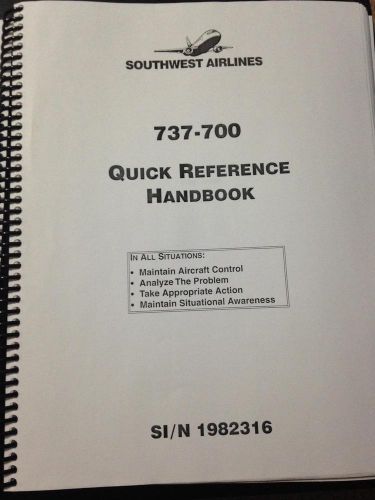 SOUTHWEST AIRLINES
737-700
QUICK REFERENCE
HANDBOOK
IN ALL SITUATIONS:
• Maintain Aircraft Control
• Analyze The Problem
• Take Appropriate Action
• Maintain Situational Awareness
SI/N 1982316